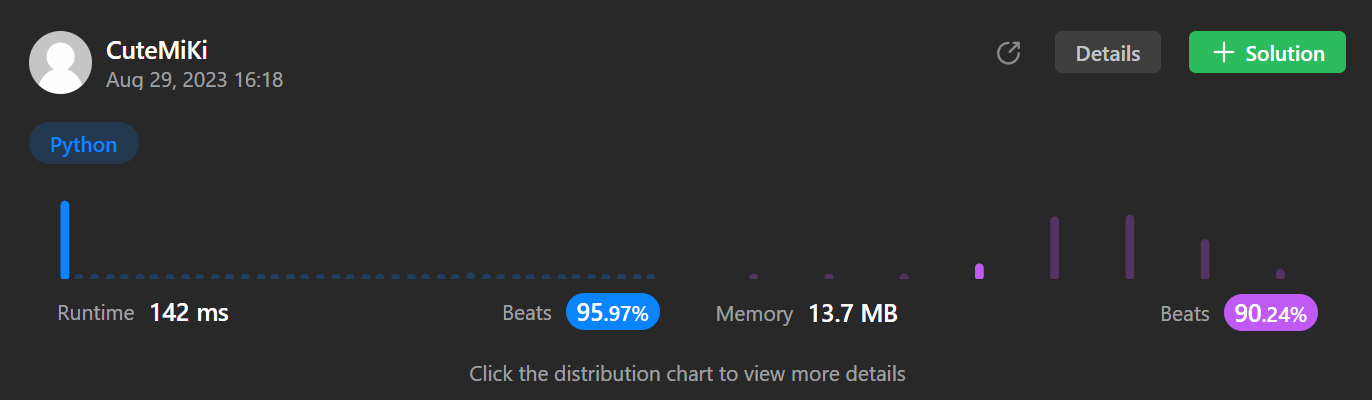 CuteMiKi
Aug 29, 2023 16:18
Details
Solution
Python
Runtime 142 ms
Beats 95.97%
Memory 13.7 MB
Beats 90.24%
Click the distribution chart to view more details